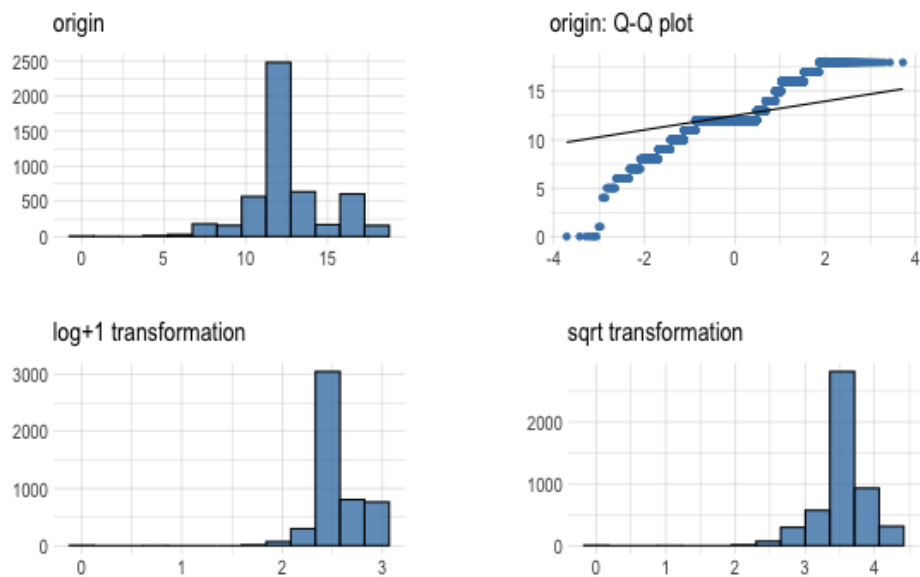 origin
2500
2000
1500
1000
500
0
0 5 10 15
origin: Q-Q plot
15
10
5
0
-4 -2 0 2 4
log+1 transformation
3000
2000
1000
0
0 1 2 3
sqrt transformation
2000
1000
0
0 1 2 3 4